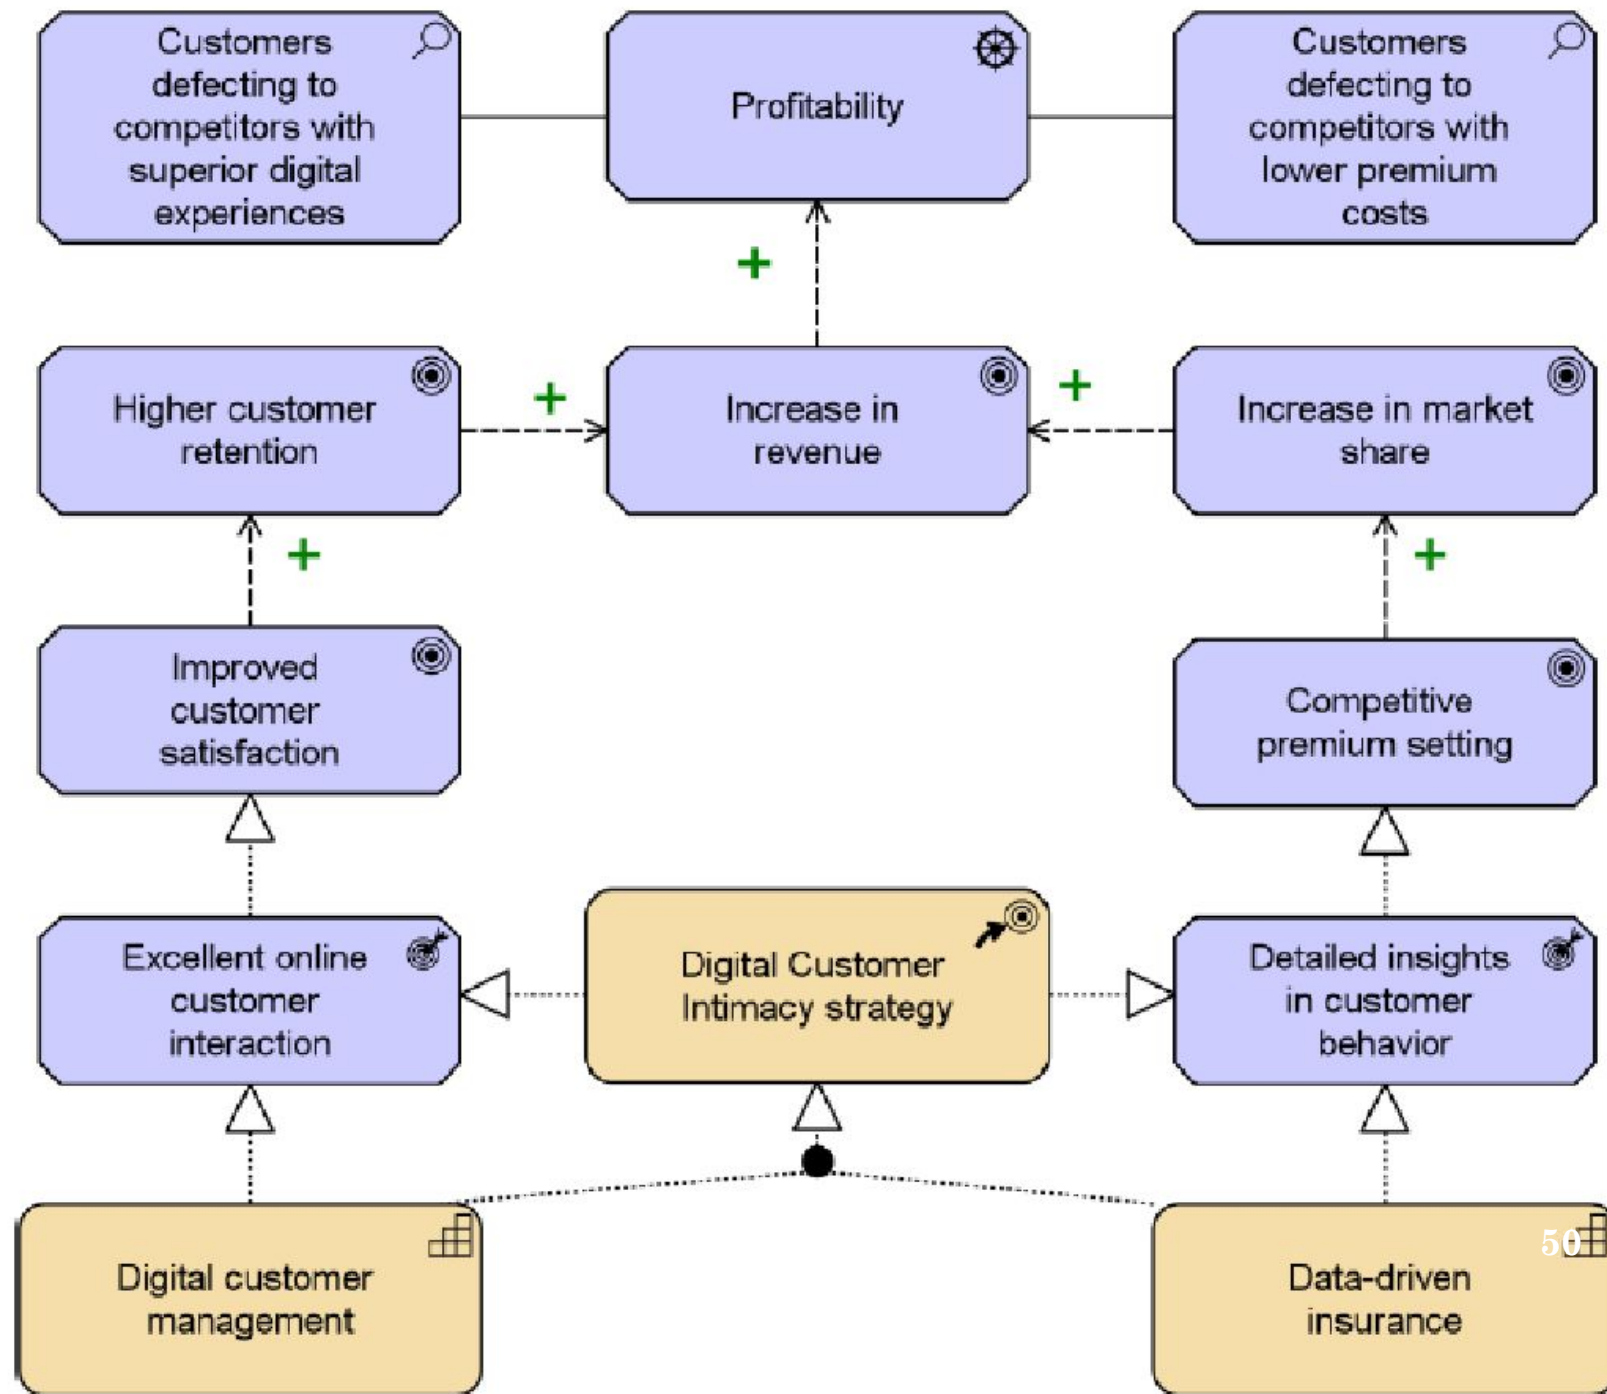 Customers
defecting to
competitors with
superior digital
experiences
Profitability
Customers
defecting to
competitors with
lower premium
costs
+
Higher customer
retention
+
Increase in
revenue
+
Increase in market
share
+
+
Improved
customer
satisfaction
Competitive
premium setting
Excellent online
customer
interaction
Digital Customer
Intimacy strategy
Detailed insights
in customer
behavior
Digital customer
management
50
Data-driven
insurance